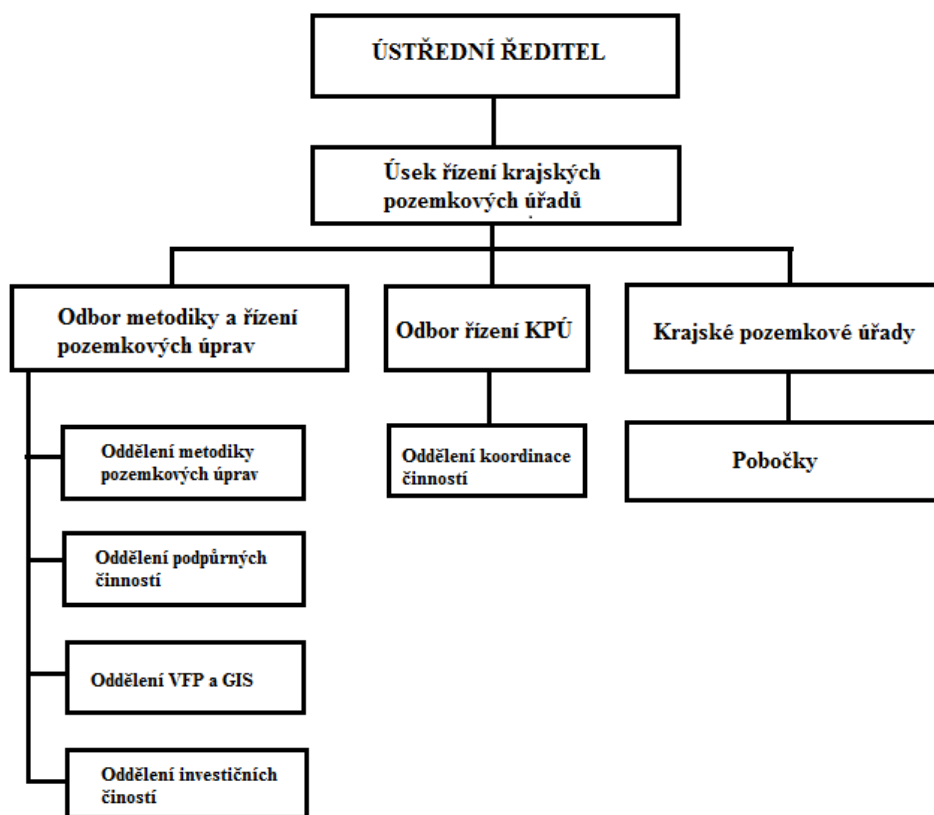 ÚSTŘEDNÍ ŘEDITEL
Úsek řízení krajských
pozemkových úřadů
Odbor metodiky a řízení
pozemkových úprav
Odbor řízení KPÚ
Krajské pozemkové úřady
Oddělení metodiky
pozemkových úprav
Oddělení koordinace
činností
Pobočky
Oddělení podpůrných
činností
Oddělení VFP a GIS
Oddělení investičních
čiností